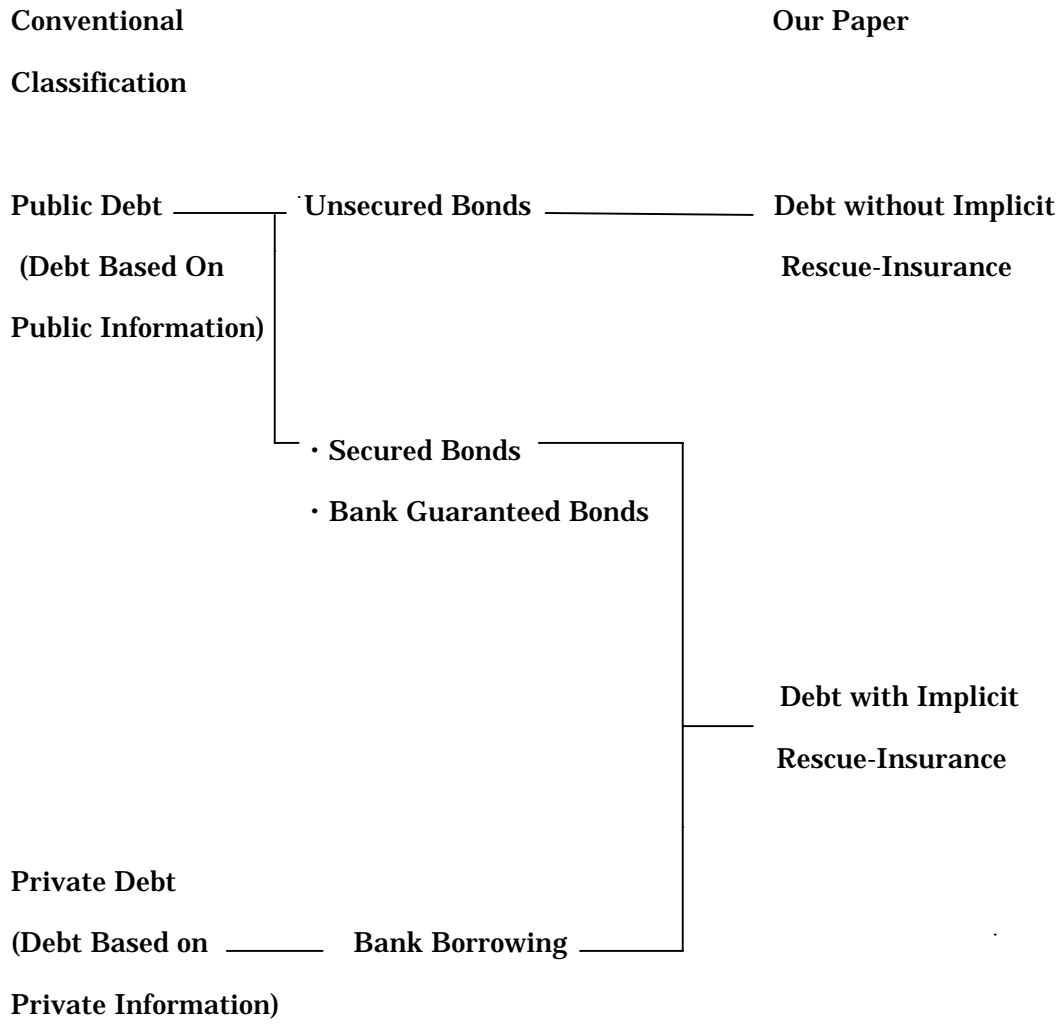 Conventional
Classification
Our Paper
Public Debt
(Debt Based On
Public Information)
Unsecured Bonds
Debt without Implicit
Rescue-Insurance
・Secured Bonds
・Bank Guaranteed Bonds
Debt with Implicit
Rescue-Insurance
Private Debt
(Debt Based on
Private Information)
Bank Borrowing